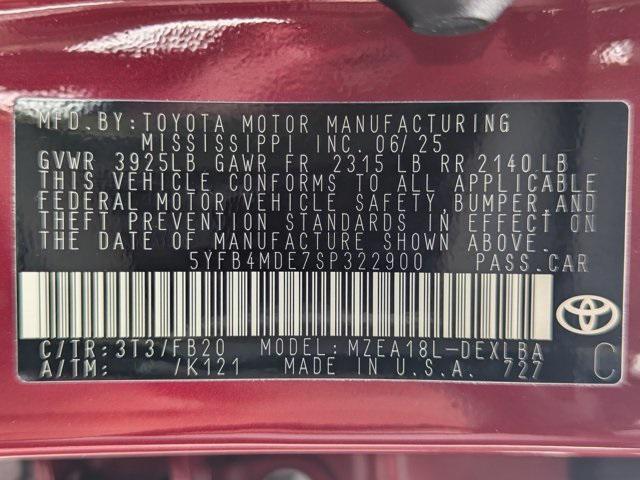 MFD. BY: TOYOTA MOTOR MANUFACTURING
MISSISSIPPI INC. 06/25
GVWR 3925LB GAWR FR 2315 LB RR 2140 LB
THIS VEHICLE CONFORMS TO ALL APPLICABLE
FEDERAL MOTOR VEHICLE SAFETY, BUMPER, AND
THEFT PREVENTION STANDARDS IN EFFECT ON
THE DATE OF MANUFACTURE SHOWN ABOVE.
5YFB4MDE7SP322900 PASS. CAR
C/TR: 3T3/FB20 MODEL: MZEA18L-DEXLBA
A/TM: /K121 MADE IN U.S.A. 727 C